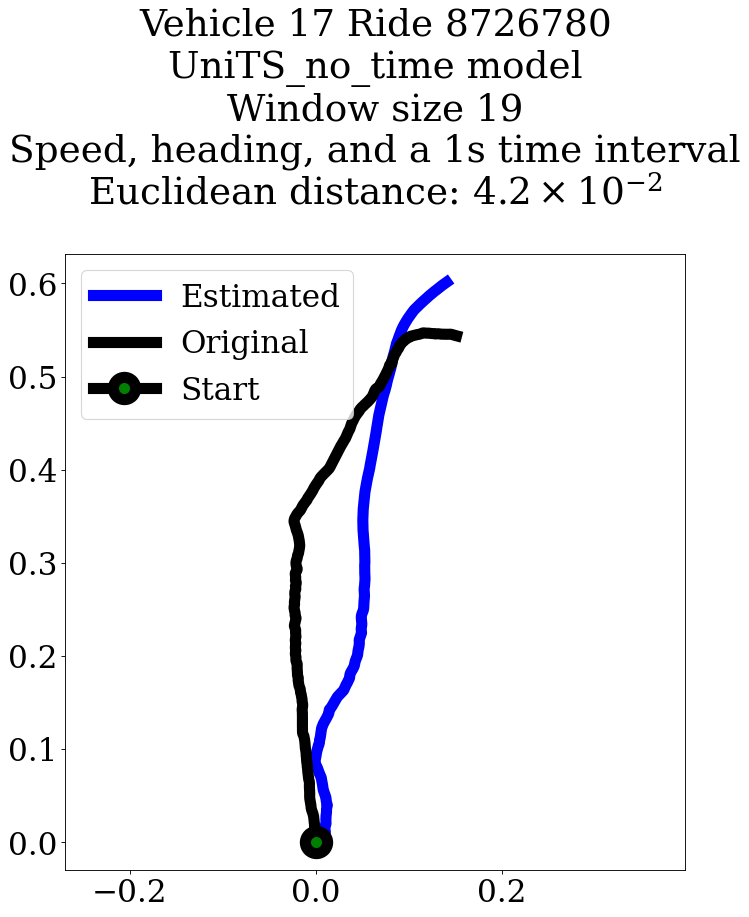 Vehicle 17 Ride 8726780
UniTS_no_time model
Window size 19
Speed, heading, and a 1s time interval
Euclidean distance: 4.2 × 10⁻²
Estimated
Original
Start
0.6
0.5
0.4
0.3
0.2
0.1
0.0
−0.2 0.0 0.2